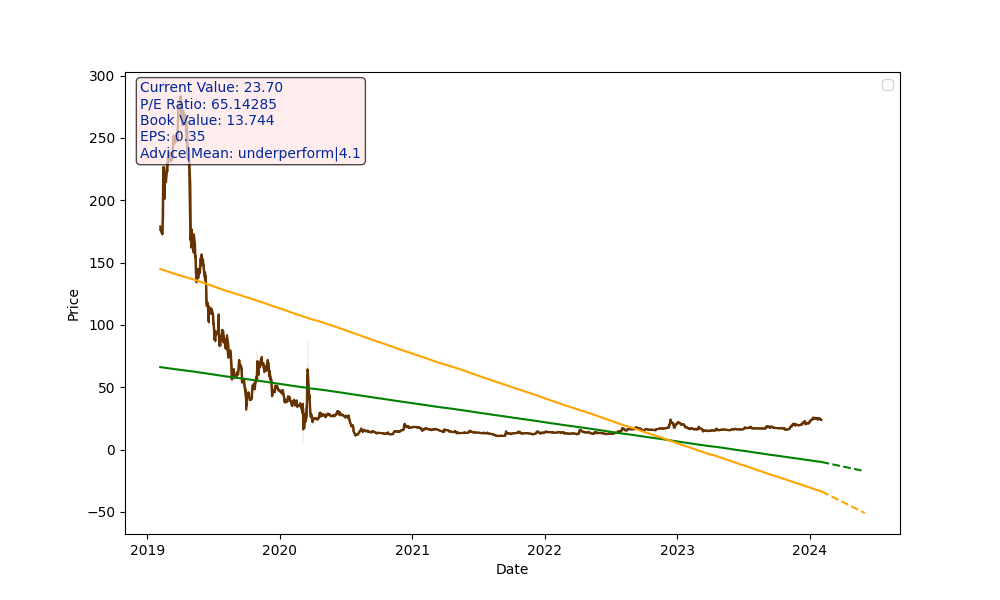 Current Value: 23.70
P/E Ratio: 65.14285
Book Value: 13.744
EPS: 0.35
Advice|Mean: underperform|4.1
300
250
200
150
100
50
0
−50
Price
2019 2020 2021 2022 2023 2024
Date